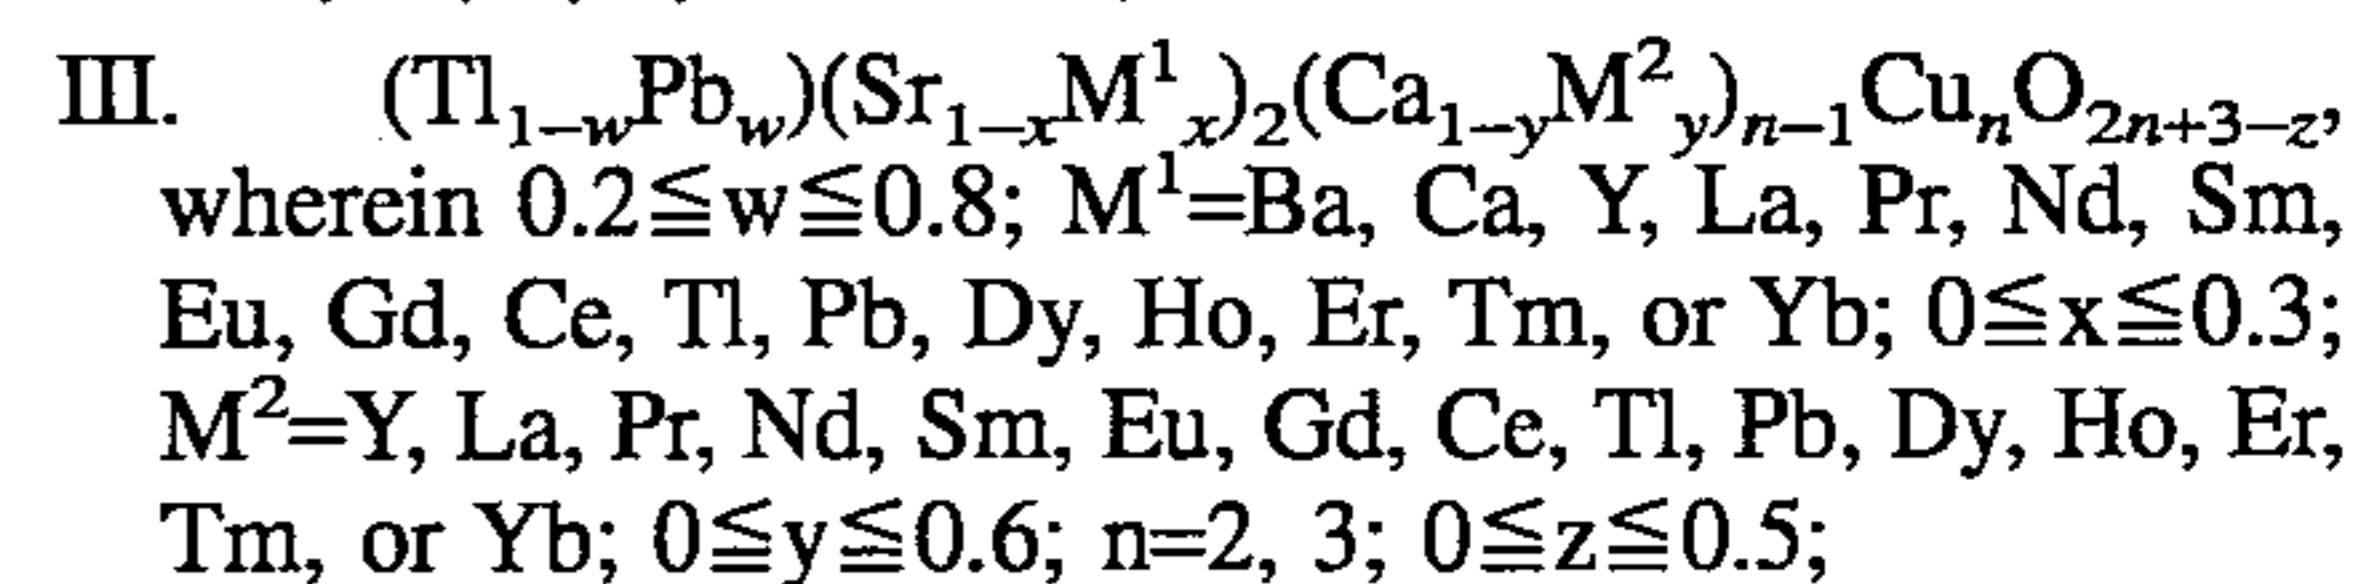 III. (Tl₁₋wPb_w)(Sr₁₋ₓM¹ₓ)₂(Ca₁₋yM²_y)ₙ₋₁CuₙO₂ₙ₊₃₋z,
wherein 0.2≦w≦0.8; M¹=Ba, Ca, Y, La, Pr, Nd, Sm,
Eu, Gd, Ce, Tl, Pb, Dy, Ho, Er, Tm, or Yb; 0≦x≦0.3;
M²=Y, La, Pr, Nd, Sm, Eu, Gd, Ce, Tl, Pb, Dy, Ho, Er,
Tm, or Yb; 0≦y≦0.6; n=2, 3; 0≦z≦0.5;